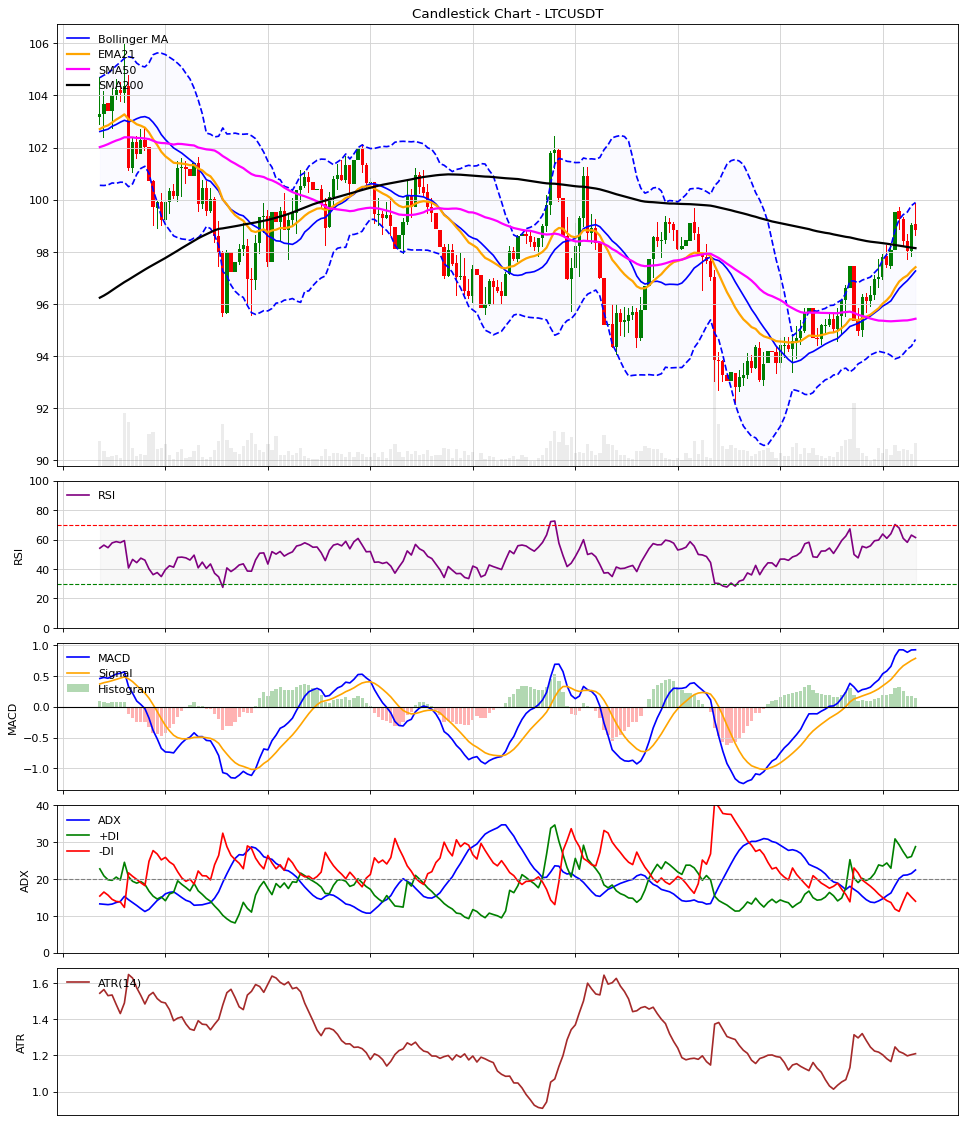 Candlestick Chart - LTCUSDT
Bollinger MA
EMA21
SMA50
SMA200
106
104
102
100
98
96
94
92
90
RSI
RSI
100
80
60
40
20
0
MACD
Signal
Histogram
MACD
1.0
0.5
0.0
−0.5
−1.0
ADX
+DI
-DI
ADX
40
30
20
10
0
ATR(14)
ATR
1.6
1.4
1.2
1.0